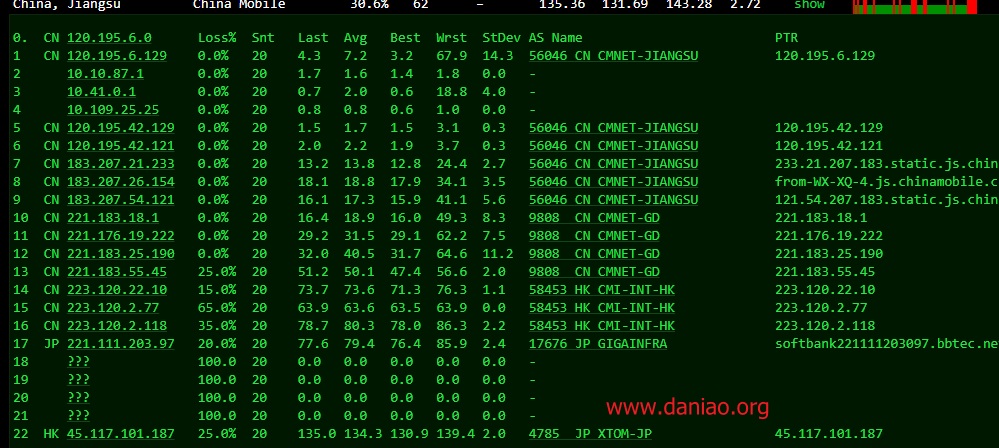 China, Jiangsu China Mobile 30.6% 62 – 135.36 131.69 143.28 2.72 show
0. CN 120.195.6.0 Loss% Snt Last Avg Best Wrst StDev AS Name PTR
1 CN 120.195.6.129 0.0% 20 4.3 7.2 3.2 67.9 14.3 56046 CN CMNET-JIANGSU 120.195.6.129
2 10.10.87.1 0.0% 20 1.7 1.6 1.4 1.8 0.0 -
3 10.41.0.1 0.0% 20 0.7 2.0 0.6 18.8 4.0 -
4 10.109.25.25 0.0% 20 0.8 0.8 0.6 1.0 0.0 -
5 CN 120.195.42.129 0.0% 20 1.5 1.7 1.5 3.1 0.3 56046 CN CMNET-JIANGSU 120.195.42.129
6 CN 120.195.42.121 0.0% 20 2.0 2.2 1.9 3.7 0.3 56046 CN CMNET-JIANGSU 120.195.42.121
7 CN 183.207.21.233 0.0% 20 13.2 13.8 12.8 24.4 2.7 56046 CN CMNET-JIANGSU 233.21.207.183.static.js.chin
8 CN 183.207.26.154 0.0% 20 18.1 18.8 17.9 34.1 3.5 56046 CN CMNET-JIANGSU from-WX-XQ-4.js.chinamobile.c
9 CN 183.207.54.121 0.0% 20 16.1 17.3 15.9 41.1 5.6 56046 CN CMNET-JIANGSU 121.54.207.183.static.js.chin
10 CN 221.183.18.1 0.0% 20 16.4 18.9 16.0 49.3 8.3 9808 CN CMNET-GD 221.183.18.1
11 CN 221.176.19.222 0.0% 20 29.2 31.5 29.1 62.2 7.5 9808 CN CMNET-GD 221.176.19.222
12 CN 221.183.25.190 0.0% 20 32.0 40.5 31.7 64.6 11.2 9808 CN CMNET-GD 221.183.25.190
13 CN 221.183.55.45 25.0% 20 51.2 50.1 47.4 56.6 2.0 9808 CN CMNET-GD 221.183.55.45
14 CN 223.120.22.10 15.0% 20 73.7 73.6 71.3 76.3 1.1 58453 HK CMI-INT-HK 223.120.22.10
15 CN 223.120.2.77 65.0% 20 63.9 63.6 63.5 63.9 0.0 58453 HK CMI-INT-HK 223.120.2.77
16 CN 223.120.2.118 35.0% 20 78.7 80.3 78.0 86.3 2.2 58453 HK CMI-INT-HK 223.120.2.118
17 JP 221.111.203.97 20.0% 20 77.6 79.4 76.4 85.9 2.4 17676 JP GIGAINFRA softbank221111203097.bbtec.ne
18 ??? 100.0 20 0.0 0.0 0.0 0.0 0.0 -
19 ??? 100.0 20 0.0 0.0 0.0 0.0 0.0 -
20 ??? 100.0 20 0.0 0.0 0.0 0.0 0.0 -
21 ??? 100.0 20 0.0 0.0 0.0 0.0 0.0 -
www.daniao.org
22 HK 45.117.101.187 25.0% 20 135.0 134.3 130.9 139.4 2.0 4785 JP XTOM-JP 45.117.101.187